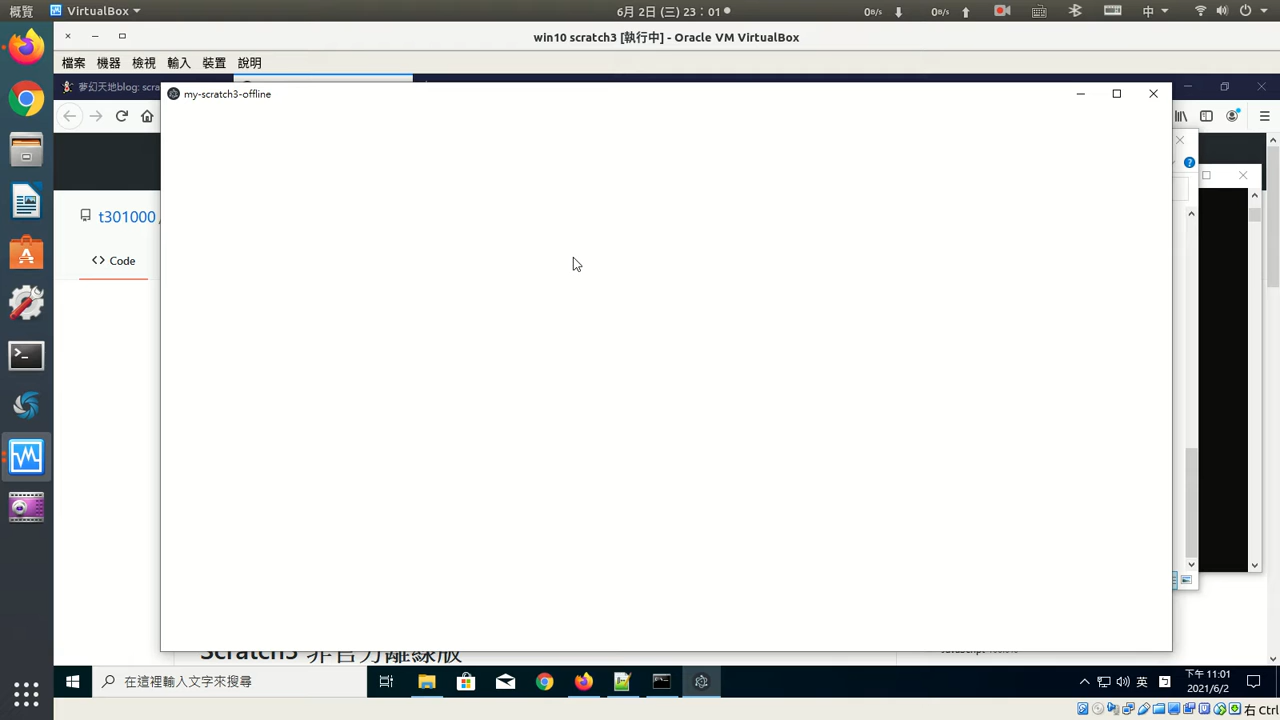 概覽 VirtualBox 6月 2日 (三) 23：01 0B/s 0B/s 中
win10 scratch3 [執行中] - Oracle VM VirtualBox
檔案 機器 檢視 輸入 裝置 說明
夢幻天地blog: scra
my-scratch3-offline
t301000
Code
Scratch3 非官方離線版
在這裡輸入文字來搜尋
英
下午 11:01
2021/6/2
右 Ctrl